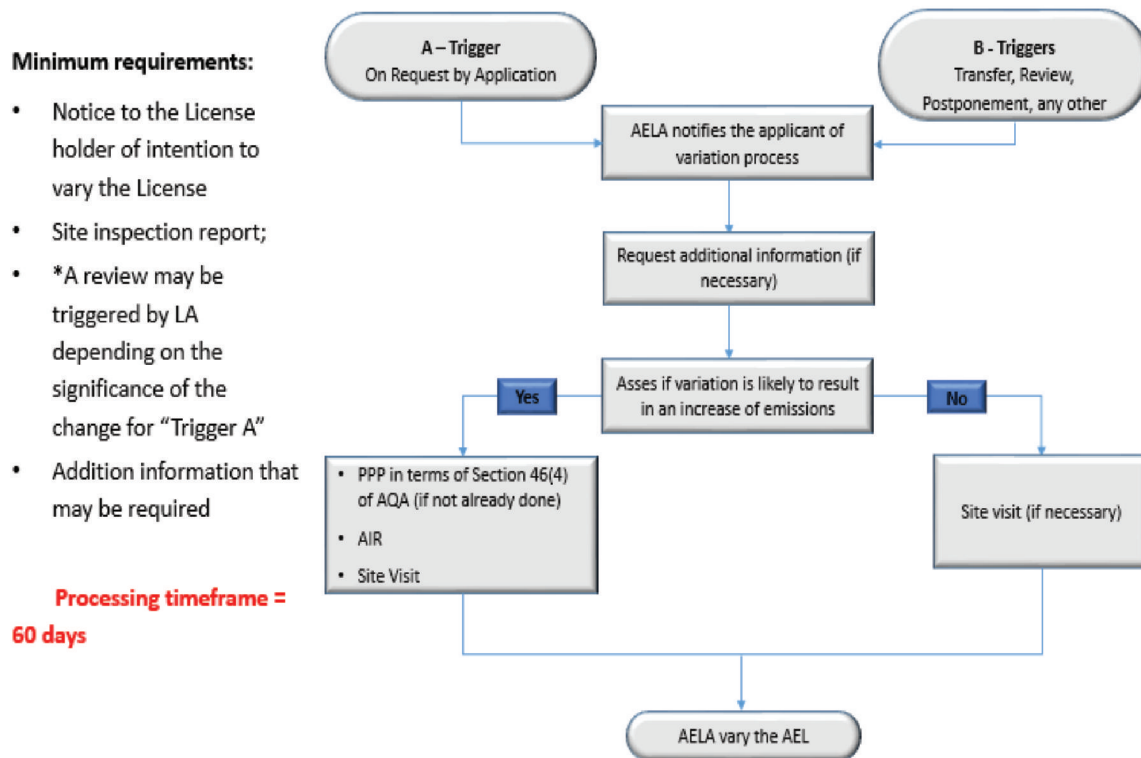 Minimum requirements:
• Notice to the License
holder of intention to
vary the License
• Site inspection report;
• *A review may be
triggered by LA
depending on the
significance of the
change for “Trigger A”
• Addition information that
may be required
Processing timeframe =
60 days
A – Trigger
On Request by Application
B - Triggers
Transfer, Review,
Postponement, any other
AELA notifies the applicant of
variation process
Request additional information (if
necessary)
Asses if variation is likely to result
in an increase of emissions
Yes
No
• PPP in terms of Section 46(4)
of AQA (if not already done)
• AIR
• Site Visit
Site visit (if necessary)
AELA vary the AEL